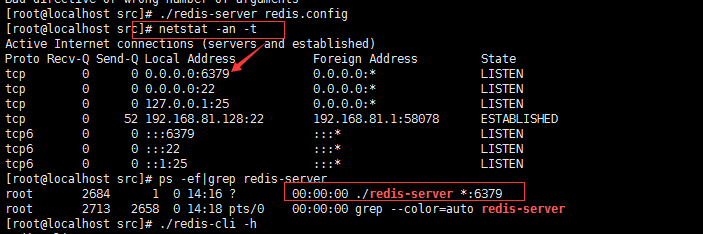 Bad directive or wrong number of arguments
[root@localhost src]# ./redis-server redis.config
[root@localhost src]# netstat -an -t
Active Internet connections (servers and established)
Proto Recv-Q Send-Q Local Address Foreign Address State
tcp 0 0 0.0.0.0:6379 0.0.0.0:* LISTEN
tcp 0 0 0.0.0.0:22 0.0.0.0:* LISTEN
tcp 0 0 127.0.0.1:25 0.0.0.0:* LISTEN
tcp 0 52 192.168.81.128:22 192.168.81.1:58078 ESTABLISHED
tcp6 0 0 :::6379 :::* LISTEN
tcp6 0 0 :::22 :::* LISTEN
tcp6 0 0 ::1:25 :::* LISTEN
[root@localhost src]# ps -ef|grep redis-server
root 2684 1 0 14:16 ? 00:00:00 ./redis-server *:6379
root 2713 2658 0 14:18 pts/0 00:00:00 grep --color=auto redis-server
[root@localhost src]# ./redis-cli -h